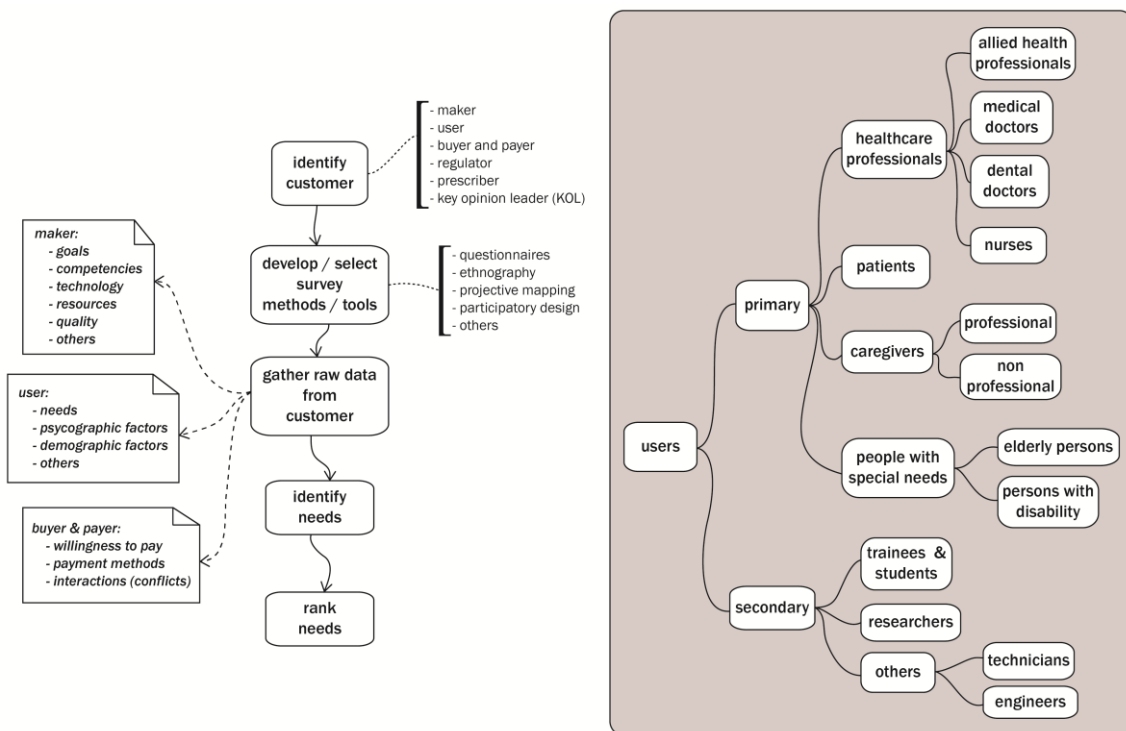 identify
customer
- maker
- user
- buyer and payer
- regulator
- prescriber
- key opinion leader (KOL)
develop / select
survey
methods / tools
- questionnaires
- ethnography
- projective mapping
- participatory design
- others
gather raw data
from
customer
maker:
- goals
- competencies
- technology
- resources
- quality
- others
user:
- needs
- psycographic factors
- demographic factors
- others
buyer & payer:
- willingness to pay
- payment methods
- interactions (conflicts)
identify
needs
rank
needs
users
primary
healthcare
professionals
allied health
professionals
medical
doctors
dental
doctors
nurses
patients
caregivers
professional
non
professional
people with
special needs
elderly persons
persons with
disability
secondary
trainees &
students
researchers
others
technicians
engineers